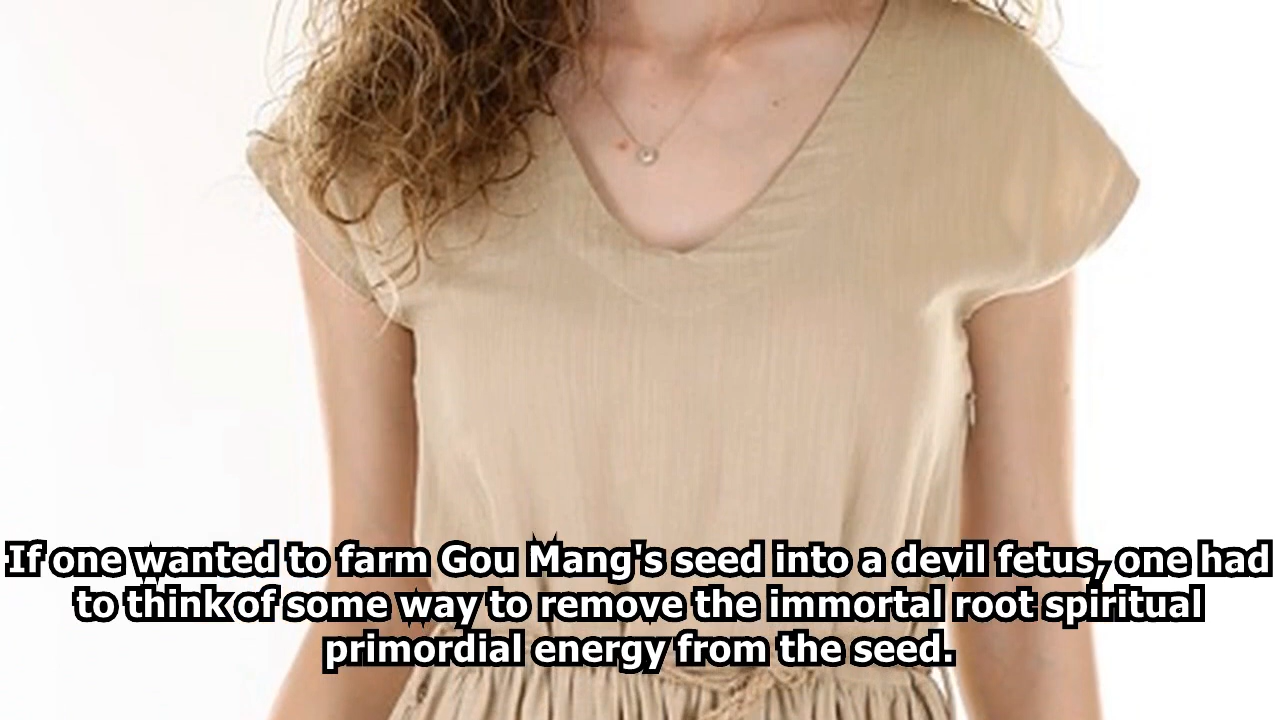 If one wanted to farm Gou Mang's seed into a devil fetus, one had
to think of some way to remove the immortal root spiritual
primordial energy from the seed.